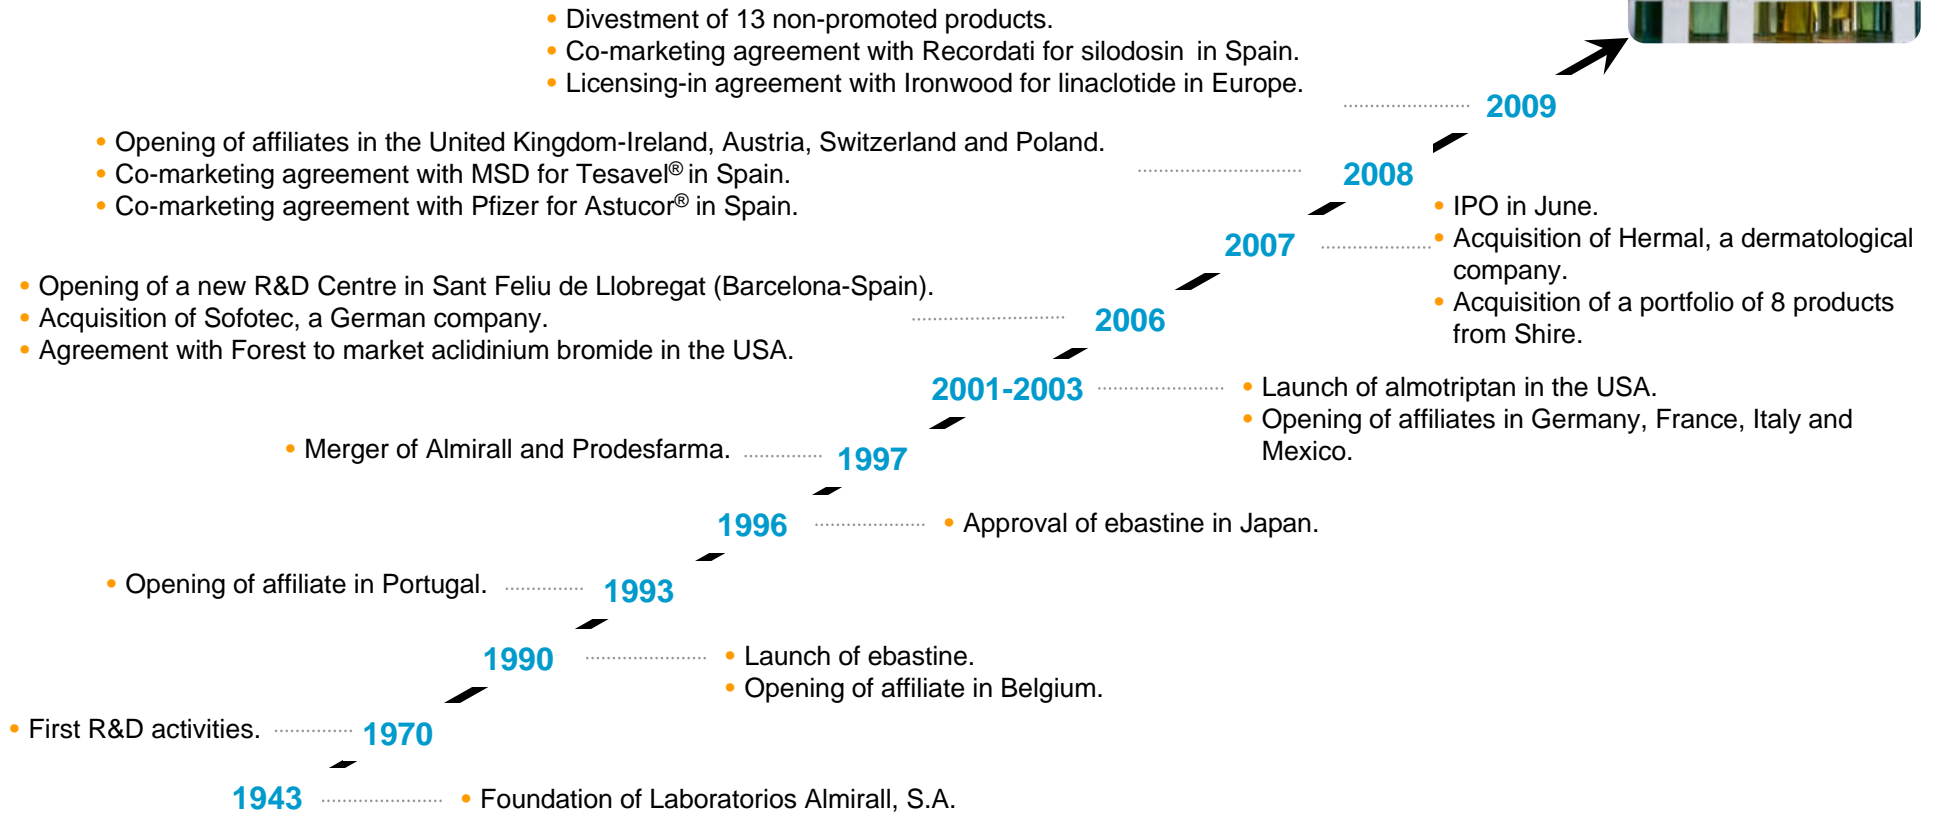 • Divestment of 13 non-promoted products.
• Co-marketing agreement with Recordati for silodosin in Spain.
• Licensing-in agreement with Ironwood for linaclotide in Europe.
2009
• Opening of affiliates in the United Kingdom-Ireland, Austria, Switzerland and Poland.
• Co-marketing agreement with MSD for Tesavel® in Spain.
• Co-marketing agreement with Pfizer for Astucor® in Spain.
2008
2007
• IPO in June.
• Acquisition of Hermal, a dermatological
company.
• Acquisition of a portfolio of 8 products
from Shire.
• Opening of a new R&D Centre in Sant Feliu de Llobregat (Barcelona-Spain).
• Acquisition of Sofotec, a German company.
• Agreement with Forest to market aclidinium bromide in the USA.
2006
2001-2003
• Launch of almotriptan in the USA.
• Opening of affiliates in Germany, France, Italy and
Mexico.
• Merger of Almirall and Prodesfarma.
1997
1996
• Approval of ebastine in Japan.
• Opening of affiliate in Portugal.
1993
1990
• Launch of ebastine.
• Opening of affiliate in Belgium.
• First R&D activities.
1970
1943
• Foundation of Laboratorios Almirall, S.A.